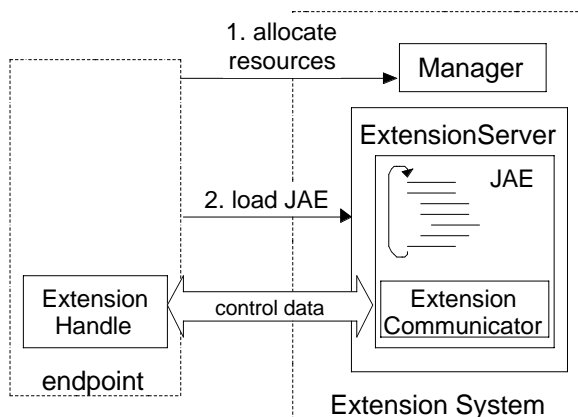 1. allocate
resources
Manager
ExtensionServer
JAE
2. load JAE
Extension
Handle
control data
Extension
Communicator
endpoint
Extension System